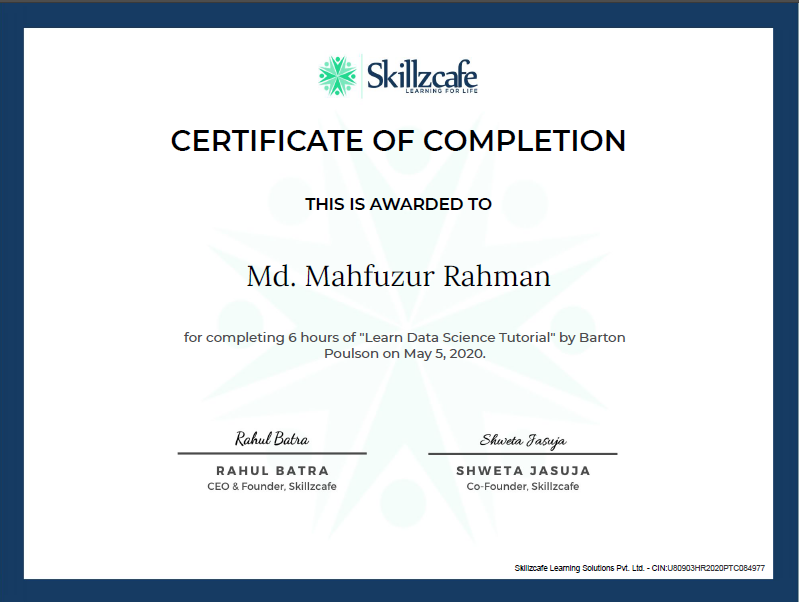 Skillzcafe
LEARNING FOR LIFE
CERTIFICATE OF COMPLETION
THIS IS AWARDED TO
Md. Mahfuzur Rahman
for completing 6 hours of "Learn Data Science Tutorial" by Barton
Poulson on May 5, 2020.
Rahul Batra
RAHUL BATRA
CEO & Founder, Skillzcafe
Shweta Jasuja
SHWETA JASUJA
Co-Founder, Skillzcafe
Skillzcafe Learning Solutions Pvt. Ltd. - CIN:U80903HR2020PTC084977